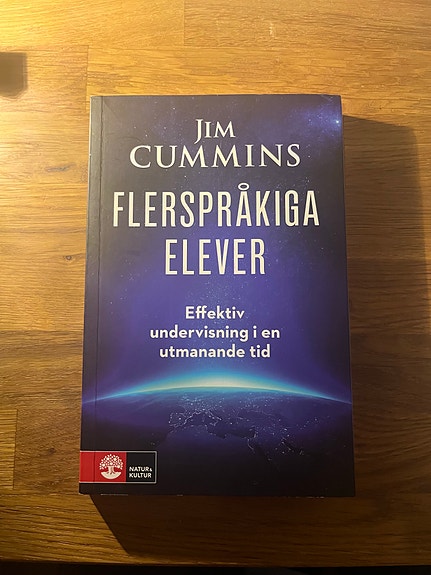 JIM
CUMMINS
FLERSPRÅKIGA
ELEVER
Effektiv
undervisning i en
utmanande tid
NATUR &
KULTUR